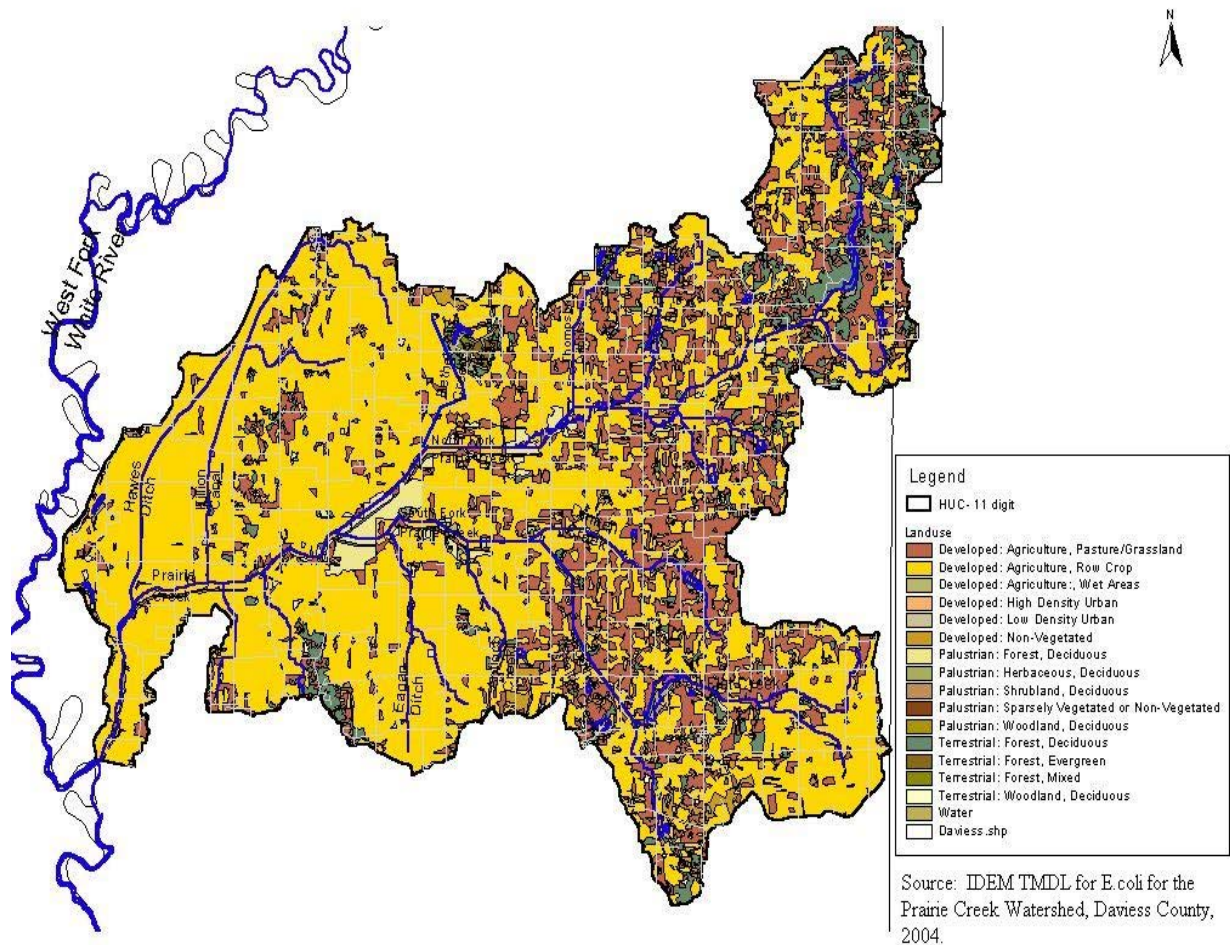 N
West Fork
White River
Hawes
Ditch
Prairie
Creek
North Fork
Prairie Creek
South Fork
Prairie Creek
Eagan
Ditch
Legend
HUC- 11 digit
Landuse
Developed: Agriculture, Pasture/Grassland
Developed: Agriculture, Row Crop
Developed: Agriculture:, Wet Areas
Developed: High Density Urban
Developed: Low Density Urban
Developed: Non-Vegetated
Palustrian: Forest, Deciduous
Palustrian: Herbaceous, Deciduous
Palustrian: Shrubland, Deciduous
Palustrian: Sparsely Vegetated or Non-Vegetated
Palustrian: Woodland, Deciduous
Terrestrial: Forest, Deciduous
Terrestrial: Forest, Evergreen
Terrestrial: Forest, Mixed
Terrestrial: Woodland, Deciduous
Water
Daviess.shp
Source: IDEM TMDL for E.coli for the
Prairie Creek Watershed, Daviess County,
2004.